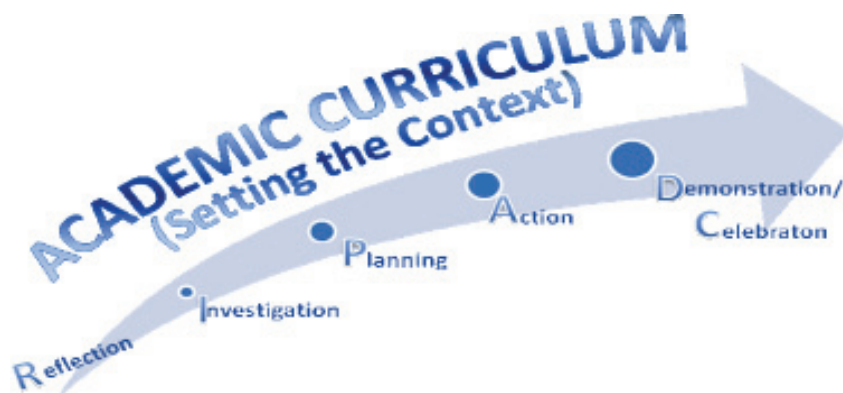 ACADEMIC CURRICULUM
(Setting the Context)
Reflection
Investigation
Planning
Action
Demonstration/
Celebraton